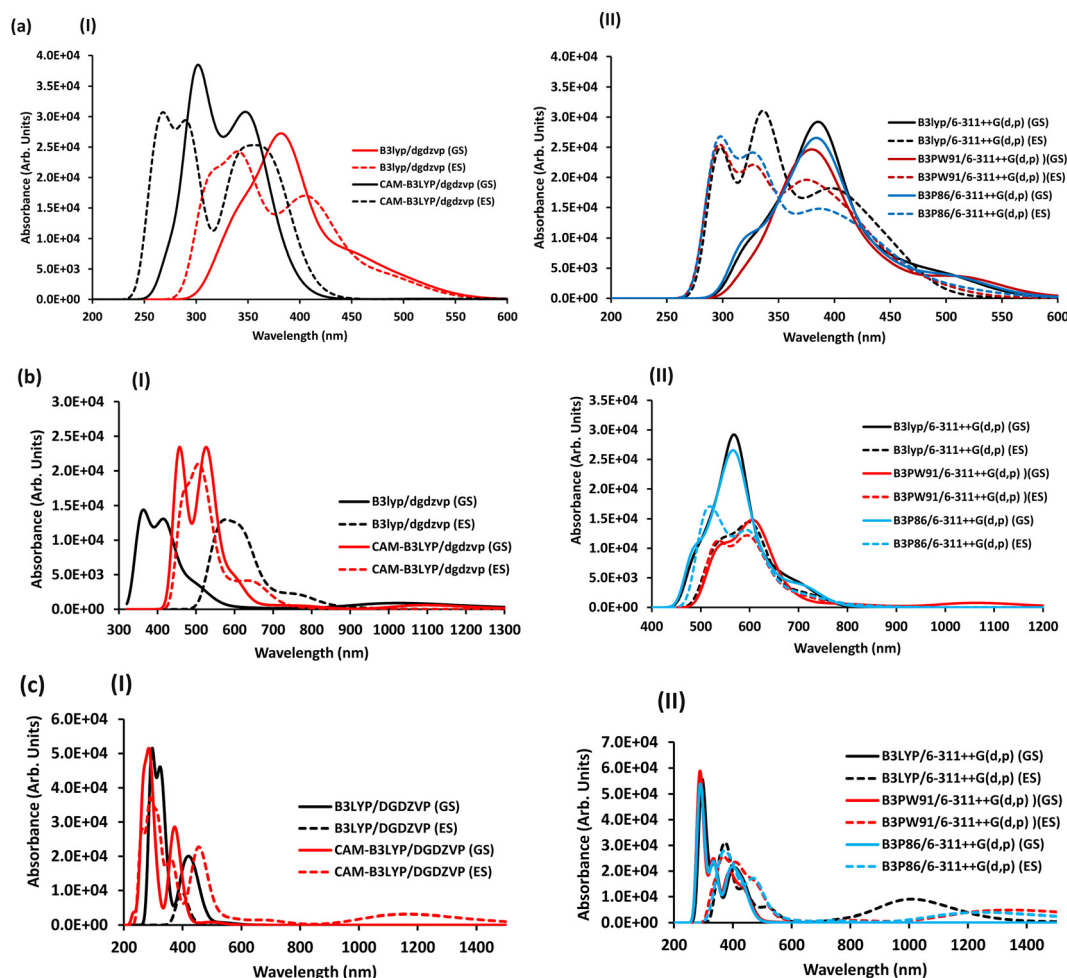 (a)
(I)
Absorbance (Arb. Units)
4.0E+04
3.5E+04
3.0E+04
2.5E+04
2.0E+04
1.5E+04
1.0E+04
5.0E+03
0.0E+00
200 250 300 350 400 450 500 550 600
Wavelength (nm)
B3lyp/dgdzvp (GS)
B3lyp/dgdzvp (ES)
CAM-B3LYP/dgdzvp (GS)
CAM-B3LYP/dgdzvp (ES)
(II)
Absorbance (Arb. Units)
4.0E+04
3.5E+04
3.0E+04
2.5E+04
2.0E+04
1.5E+04
1.0E+04
5.0E+03
0.0E+00
200 250 300 350 400 450 500 550 600
Wavelength (nm)
B3lyp/6-311++G(d,p) (GS)
B3lyp/6-311++G(d,p) (ES)
B3PW91/6-311++G(d,p) )(GS)
B3PW91/6-311++G(d,p) )(ES)
B3P86/6-311++G(d,p) (GS)
B3P86/6-311++G(d,p) (ES)
(b)
(I)
Absorbance (Arb. Units)
3.0E+04
2.5E+04
2.0E+04
1.5E+04
1.0E+04
5.0E+03
0.0E+00
300 400 500 600 700 800 900 1000 1100 1200 1300
Wavelength (nm)
B3lyp/dgdzvp (GS)
B3lyp/dgdzvp (ES)
CAM-B3LYP/dgdzvp (GS)
CAM-B3LYP/dgdzvp (ES)
(II)
Absorbance (Arb. Units)
3.5E+04
3.0E+04
2.5E+04
2.0E+04
1.5E+04
1.0E+04
5.0E+03
0.0E+00
400 500 600 700 800 900 1000 1100 1200
Wavelength (nm)
B3lyp/6-311++G(d,p) (GS)
B3lyp/6-311++G(d,p) (ES)
B3PW91/6-311++G(d,p) )(GS)
B3PW91/6-311++G(d,p) )(ES)
B3P86/6-311++G(d,p) (GS)
B3P86/6-311++G(d,p) (ES)
(c)
(I)
Absorbance (Arb. Units)
6.0E+04
5.0E+04
4.0E+04
3.0E+04
2.0E+04
1.0E+04
0.0E+00
200 400 600 800 1000 1200 1400
Wavelength (nm)
B3LYP/DGDZVP (GS)
B3LYP/DGDZVP (ES)
CAM-B3LYP/DGDZVP (GS)
CAM-B3LYP/DGDZVP (ES)
(II)
Absorbance (Arb. Units)
7.0E+04
6.0E+04
5.0E+04
4.0E+04
3.0E+04
2.0E+04
1.0E+04
0.0E+00
200 400 600 800 1000 1200 1400
Wavelength (nm)
B3LYP/6-311++G(d,p) (GS)
B3LYP/6-311++G(d,p) (ES)
B3PW91/6-311++G(d,p) )(GS)
B3PW91/6-311++G(d,p) )(ES)
B3P86/6-311++G(d,p) (GS)
B3P86/6-311++G(d,p) (ES)